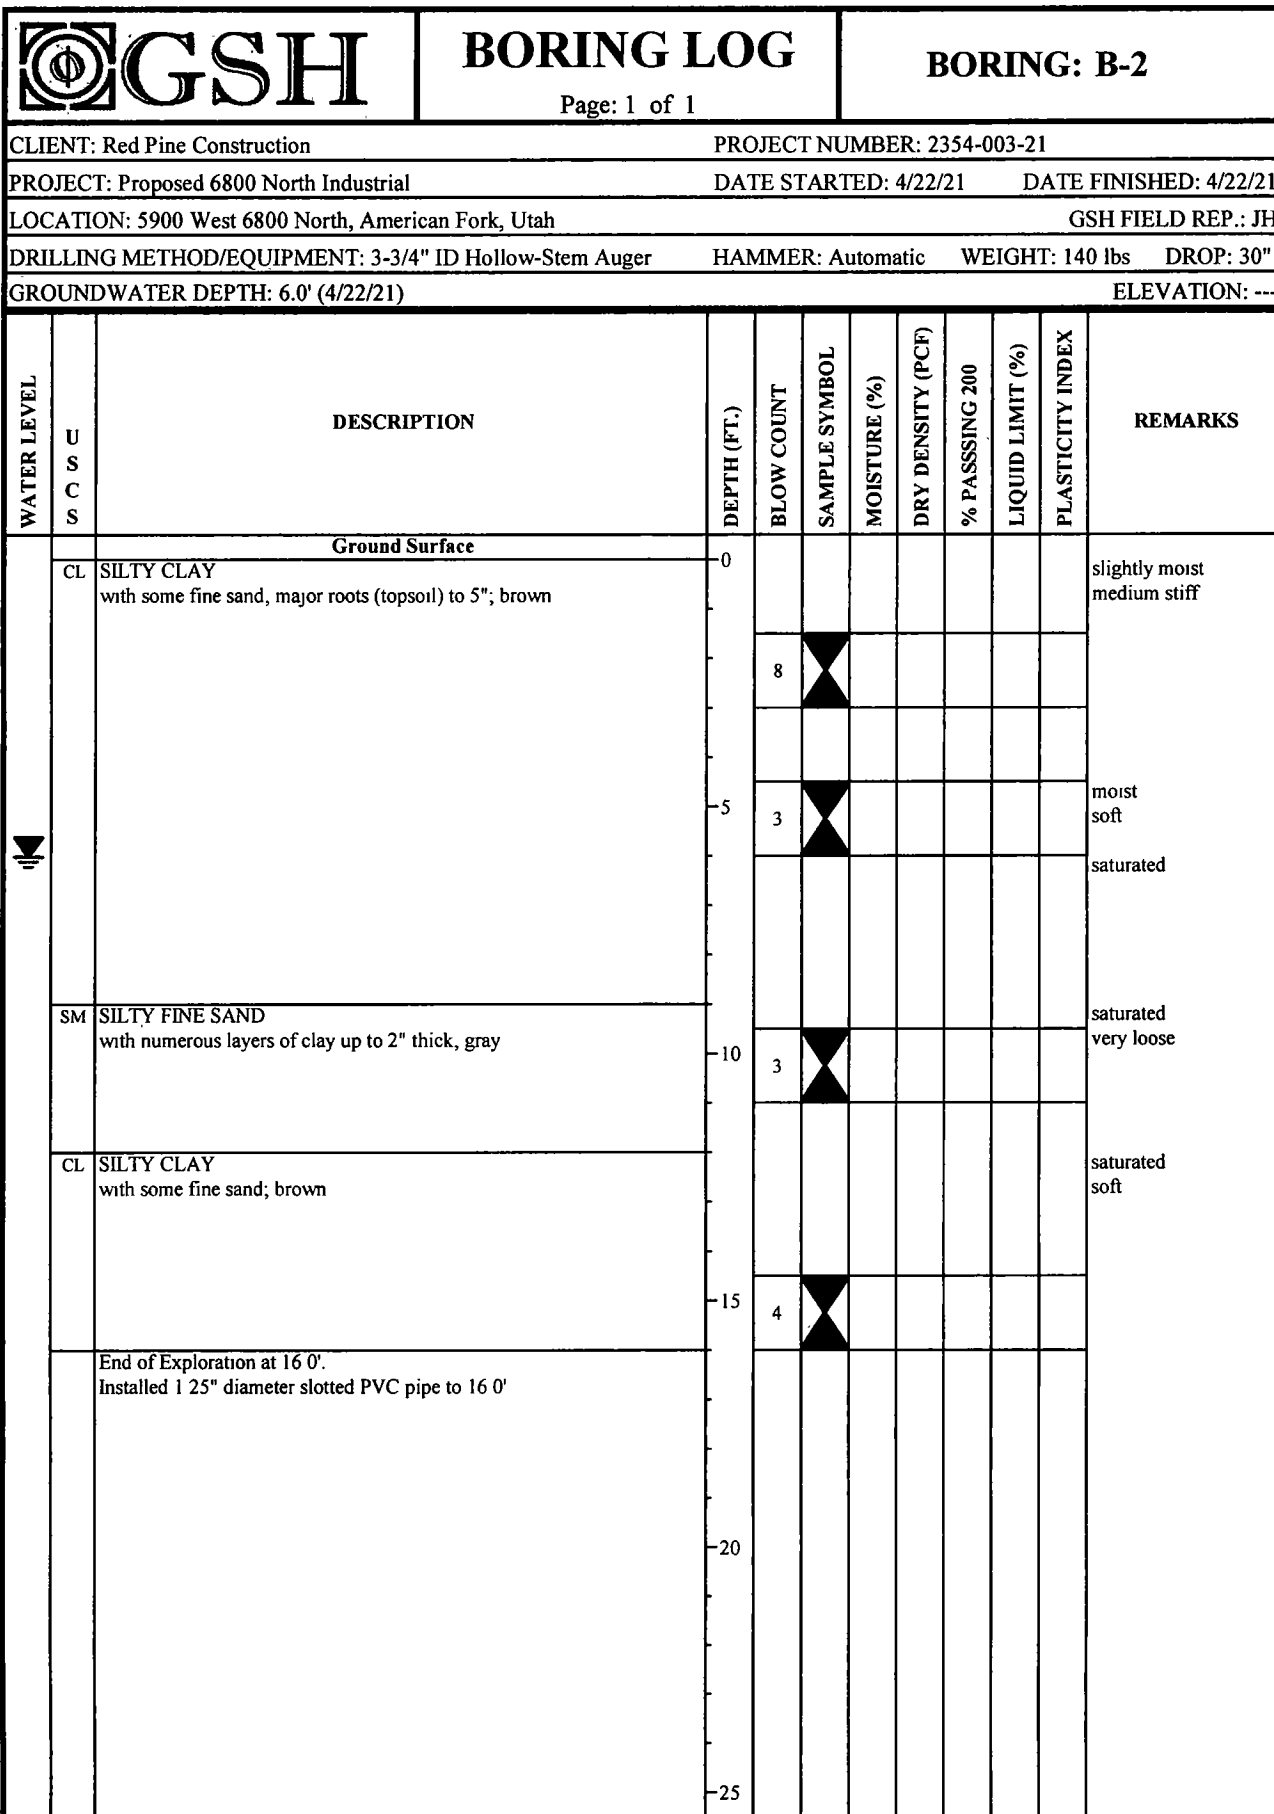 GSH
BORING LOG
Page: 1 of 1
BORING: B-2
CLIENT: Red Pine Construction PROJECT NUMBER: 2354-003-21
PROJECT: Proposed 6800 North Industrial DATE STARTED: 4/22/21 DATE FINISHED: 4/22/21
LOCATION: 5900 West 6800 North, American Fork, Utah GSH FIELD REP.: JH
DRILLING METHOD/EQUIPMENT: 3-3/4" ID Hollow-Stem Auger HAMMER: Automatic WEIGHT: 140 lbs DROP: 30"
GROUNDWATER DEPTH: 6.0' (4/22/21) ELEVATION: ---
WATER LEVEL
U
S
C
S
DESCRIPTION
DEPTH (FT.)
BLOW COUNT
SAMPLE SYMBOL
MOISTURE (%)
DRY DENSITY (PCF)
% PASSSING 200
LIQUID LIMIT (%)
PLASTICITY INDEX
REMARKS
Ground Surface
0
CL SILTY CLAY slightly moist
with some fine sand, major roots (topsoil) to 5"; brown medium stiff
8
moist
5
3 soft
saturated
SM SILTY FINE SAND saturated
with numerous layers of clay up to 2" thick, gray very loose
10
3
CL SILTY CLAY saturated
with some fine sand; brown soft
15
4
End of Exploration at 16 0'.
Installed 1 25" diameter slotted PVC pipe to 16 0'
20
25